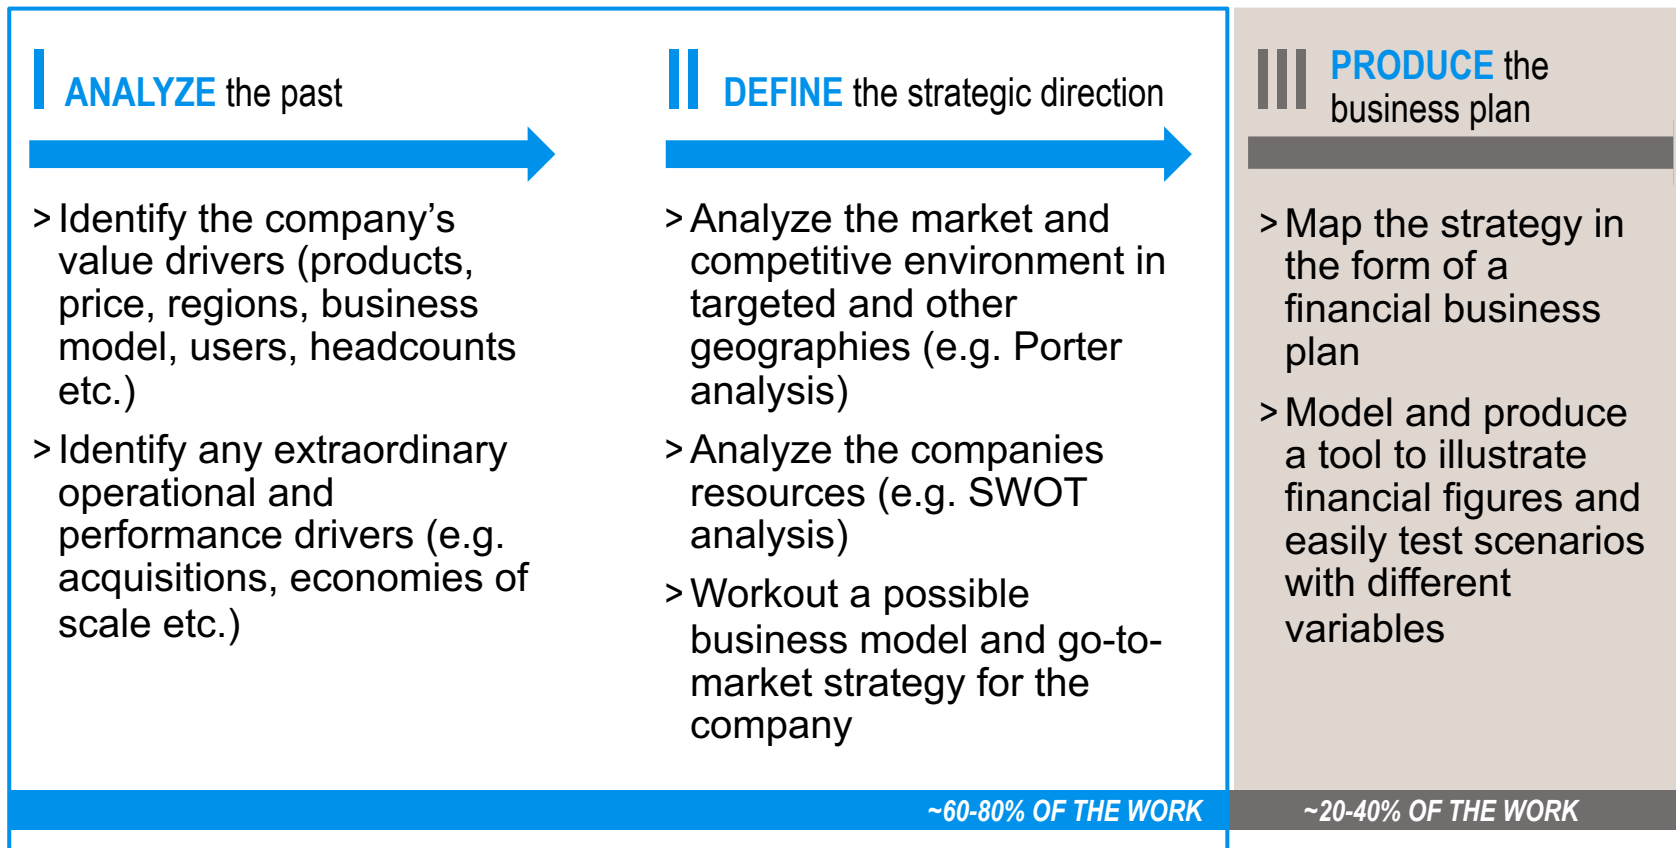 I ANALYZE the past
> Identify the company’s
value drivers (products,
price, regions, business
model, users, headcounts
etc.)
> Identify any extraordinary
operational and
performance drivers (e.g.
acquisitions, economies of
scale etc.)
II DEFINE the strategic direction
> Analyze the market and
competitive environment in
targeted and other
geographies (e.g. Porter
analysis)
> Analyze the companies
resources (e.g. SWOT
analysis)
> Workout a possible
business model and go-to-
market strategy for the
company
~60-80% OF THE WORK
III PRODUCE the
business plan
> Map the strategy in
the form of a
financial business
plan
> Model and produce
a tool to illustrate
financial figures and
easily test scenarios
with different
variables
~20-40% OF THE WORK